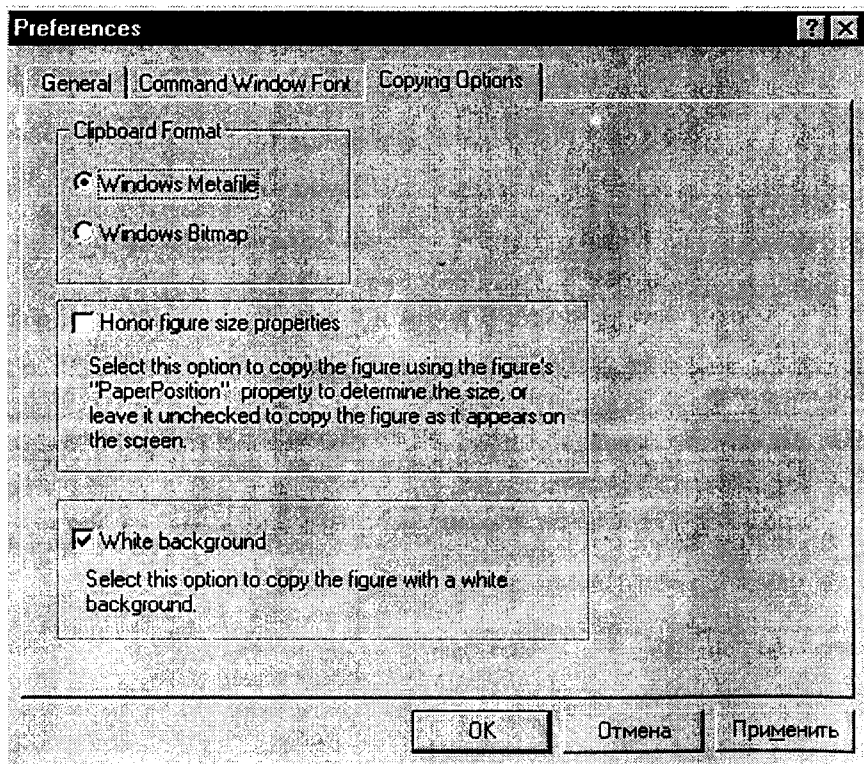 Preferences
General Command Window Font Copying Options
Clipboard Format
Windows Metafile
Windows Bitmap
Honor figure size properties
Select this option to copy the figure using the figure's
"PaperPosition" property to determine the size, or
leave it unchecked to copy the figure as it appears on
the screen.
White background
Select this option to copy the figure with a white
background.
OK Отмена Применить